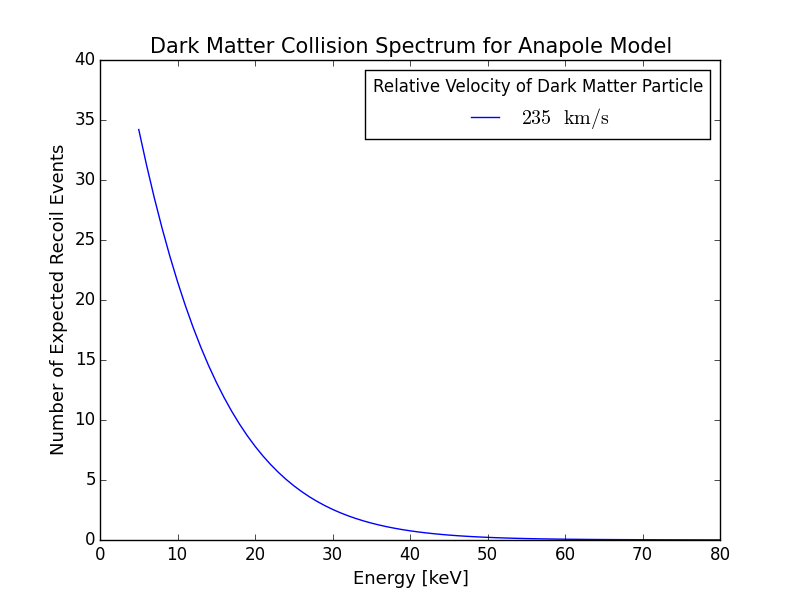 Dark Matter Collision Spectrum for Anapole Model
Relative Velocity of Dark Matter Particle
235 km/s
Number of Expected Recoil Events
40
35
30
25
20
15
10
5
0
0 10 20 30 40 50 60 70 80
Energy [keV]